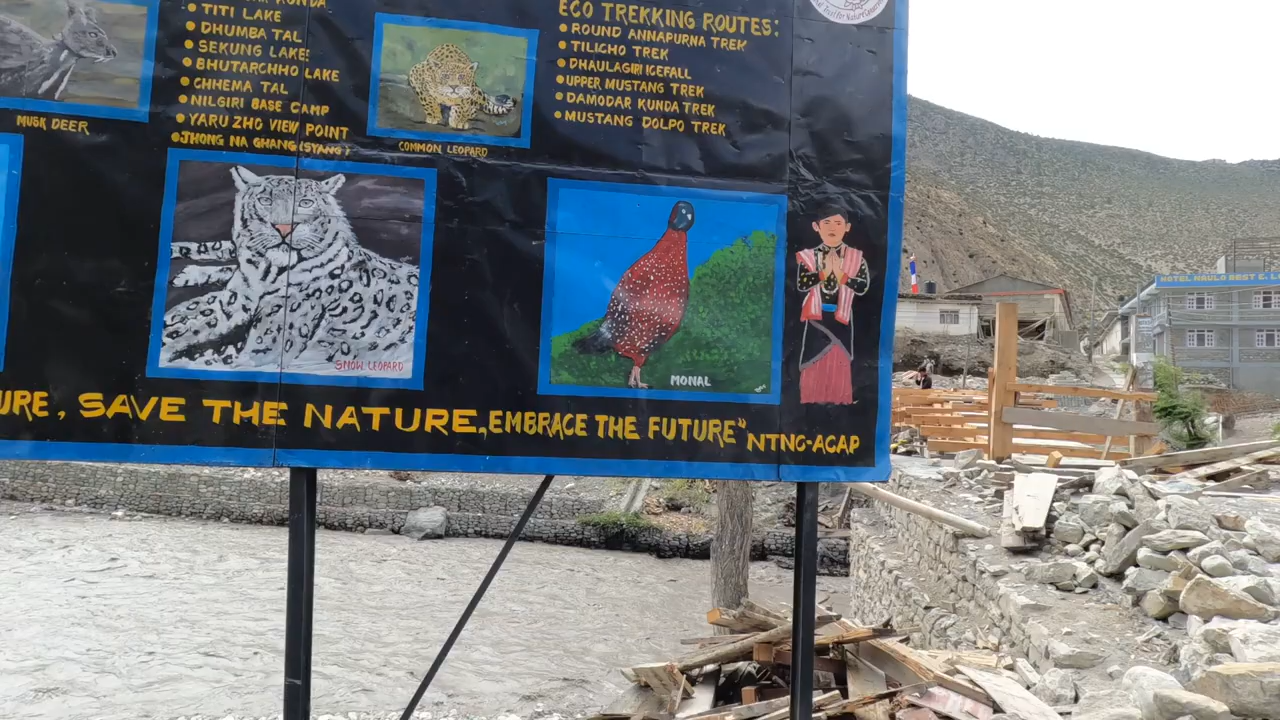 TITI LAKE
DHUMBA TAL
SEKUNG LAKE
BHUTARCHHO LAKE
CHHEMA TAL
NILGIRI BASE CAMP
YARU ZHO VIEW POINT
JHONG NA GHANG (SYANG)
ECO TREKKING ROUTES:
ROUND ANNAPURNA TREK
TILICHO TREK
DHAULAGIRI ICEFALL
UPPER MUSTANG TREK
DAMODAR KUNDA TREK
MUSTANG DOLPO TREK
MUSK DEER
COMMON LEOPARD
SNOW LEOPARD
MONAL
URE, SAVE THE NATURE, EMBRACE THE FUTURE" NTNC-ACAP
HOTEL